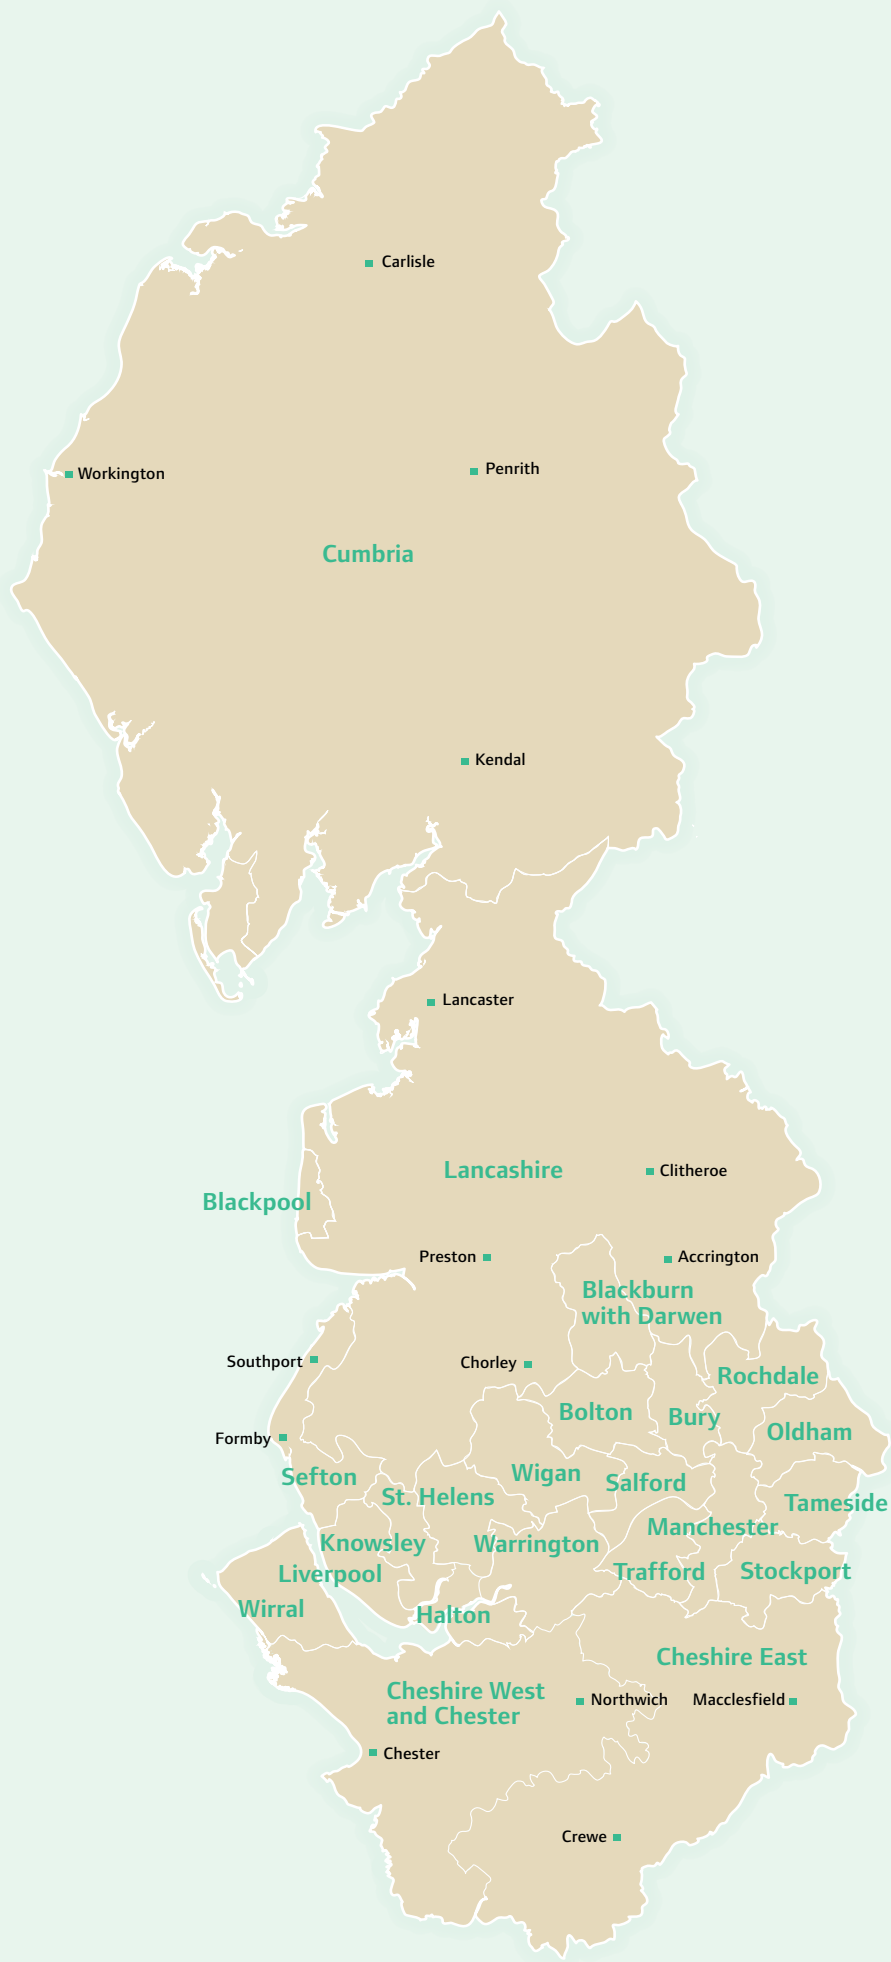 Carlisle
Penrith
Workington
Cumbria
Kendal
Lancaster
Lancashire
Clitheroe
Blackpool
Preston
Accrington
Blackburn
with Darwen
Southport
Chorley
Rochdale
Bolton
Bury
Oldham
Formby
Sefton
Wigan
Salford
St. Helens
Tameside
Manchester
Knowsley
Warrington
Liverpool
Trafford
Stockport
Wirral
Halton
Cheshire East
Cheshire West
and Chester
Northwich
Macclesfield
Chester
Crewe